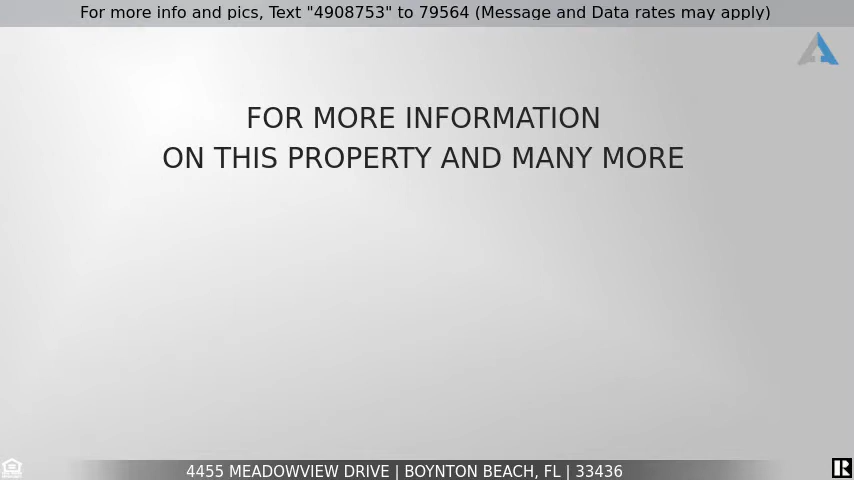 For more info and pics, Text "4908753" to 79564 (Message and Data rates may apply)
FOR MORE INFORMATION
ON THIS PROPERTY AND MANY MORE
4455 MEADOWVIEW DRIVE | BOYNTON BEACH, FL | 33436